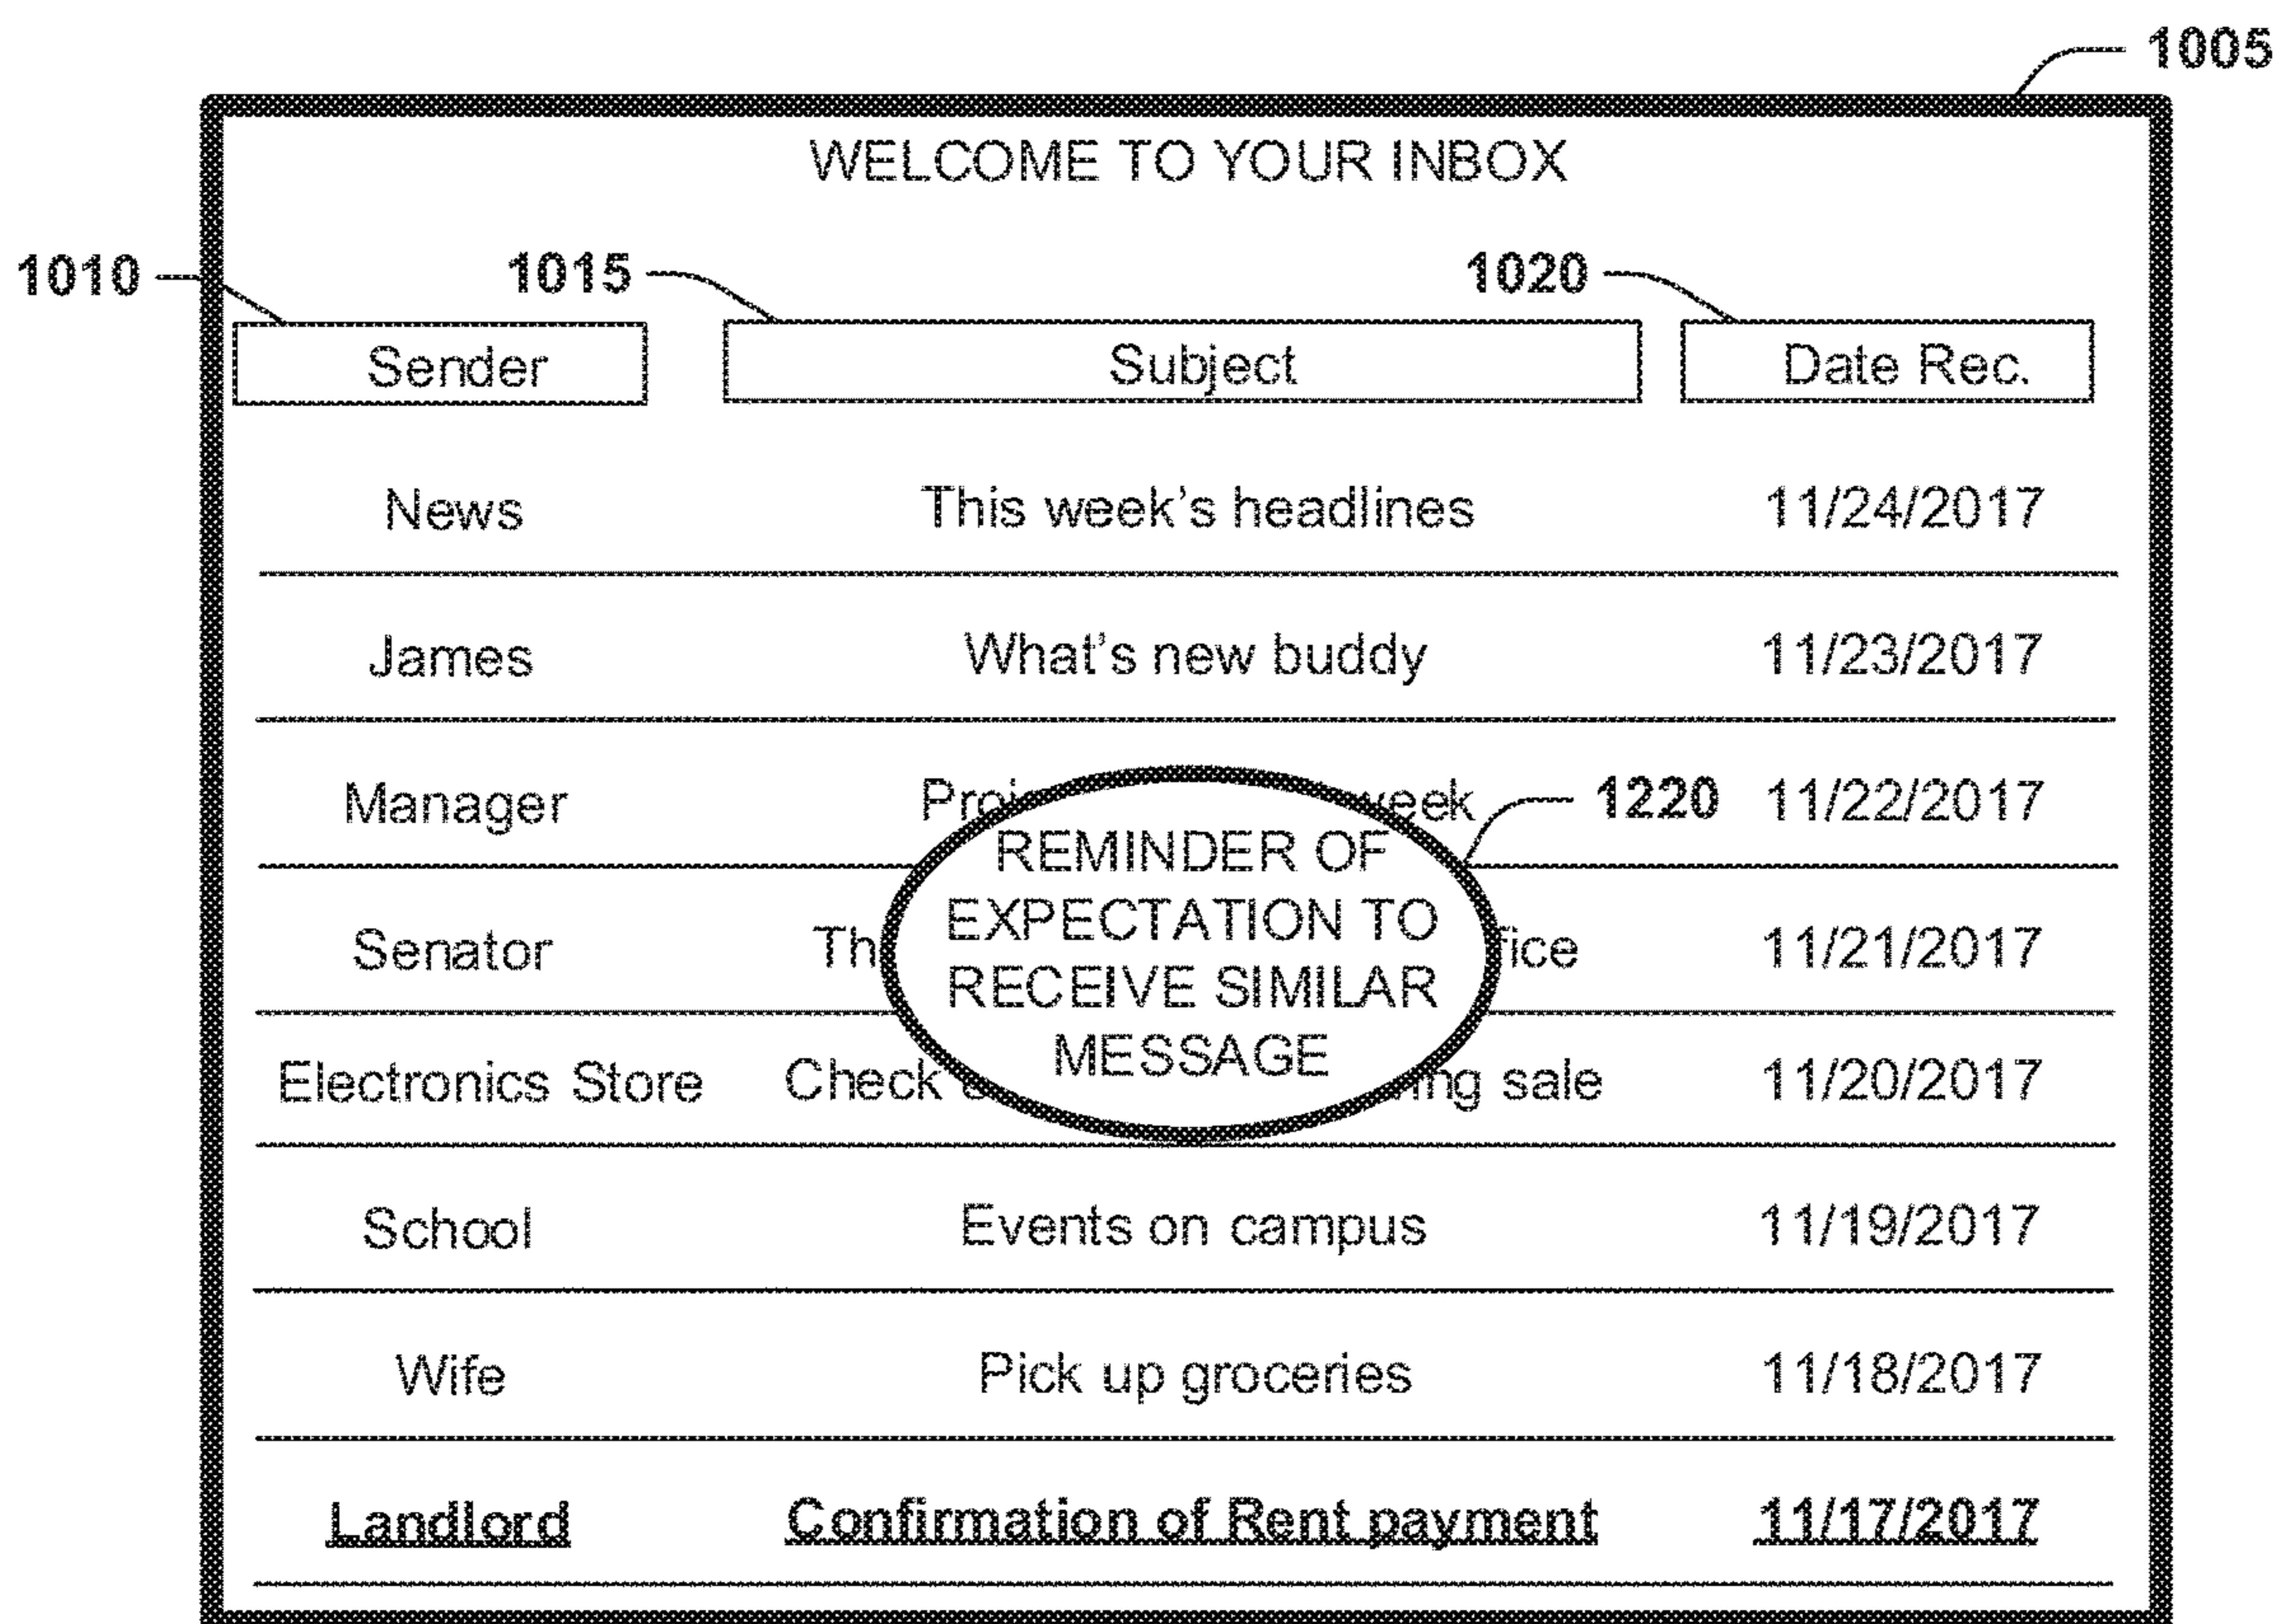 1005
WELCOME TO YOUR INBOX
1010 1015 1020
Sender Subject Date Rec.
News This week's headlines 11/24/2017
James What's new buddy 11/23/2017
Manager week 1220 11/22/2017
REMINDER OF
EXPECTATION TO
Senator 11/21/2017
RECEIVE SIMILAR
MESSAGE
Electronics Store Check sale 11/20/2017
School Events on campus 11/19/2017
Wife Pick up groceries 11/18/2017
Landlord Confirmation of Rent payment 11/17/2017